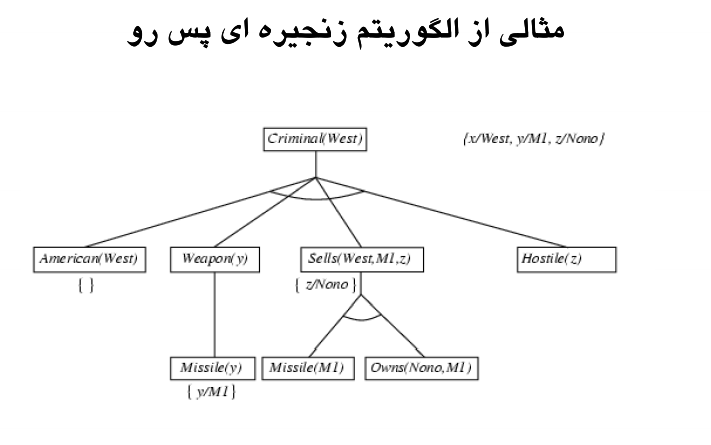 مثالی از الگوریتم زنجیره ای پس رو
Criminal(West)
{x/West, y/M1, z/Nono}
American(West)
Weapon(y)
Sells(West,M1,z)
Hostile(z)
{ }
{ z/Nono }
Missile(y)
Missile(M1)
Owns(Nono,M1)
{ y/M1}